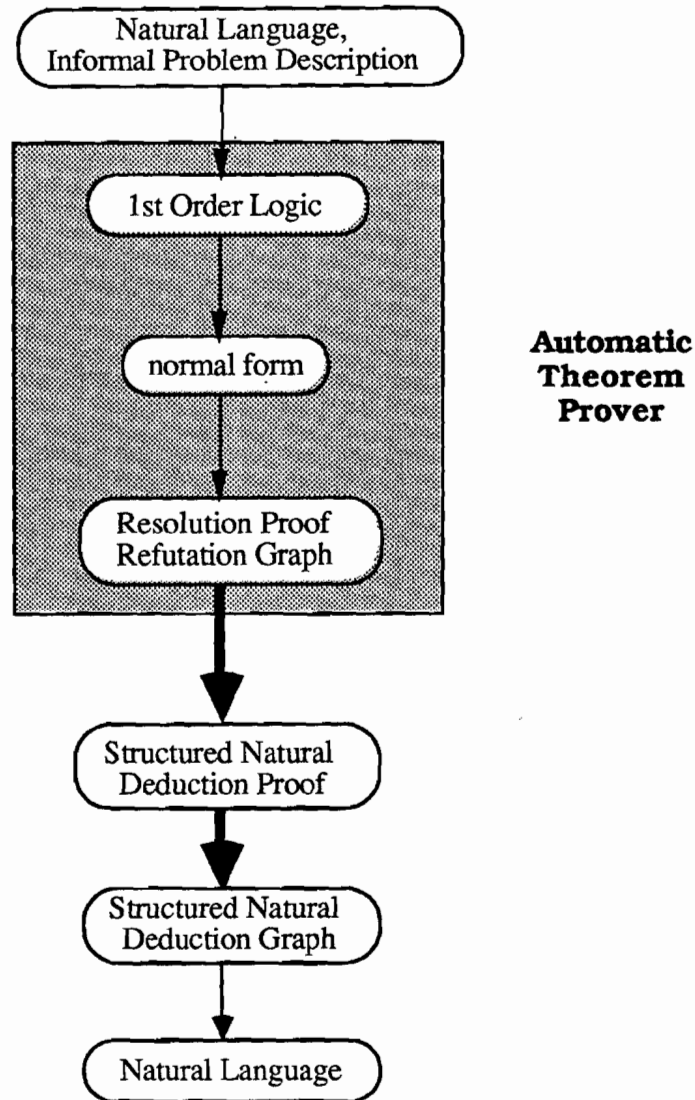 Natural Language,
Informal Problem Description
1st Order Logic
normal form
Automatic
Theorem
Prover
Resolution Proof
Refutation Graph
Structured Natural
Deduction Proof
Structured Natural
Deduction Graph
Natural Language